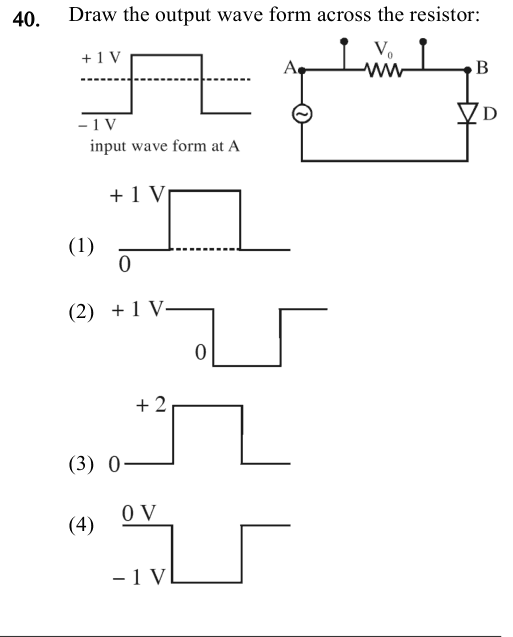 40. Draw the output wave form across the resistor:
+ 1 V
– 1 V
input wave form at A
A
V₀
B
D
(1) + 1 V
0
(2) + 1 V
0
(3) + 2
0
(4) 0 V
– 1 V